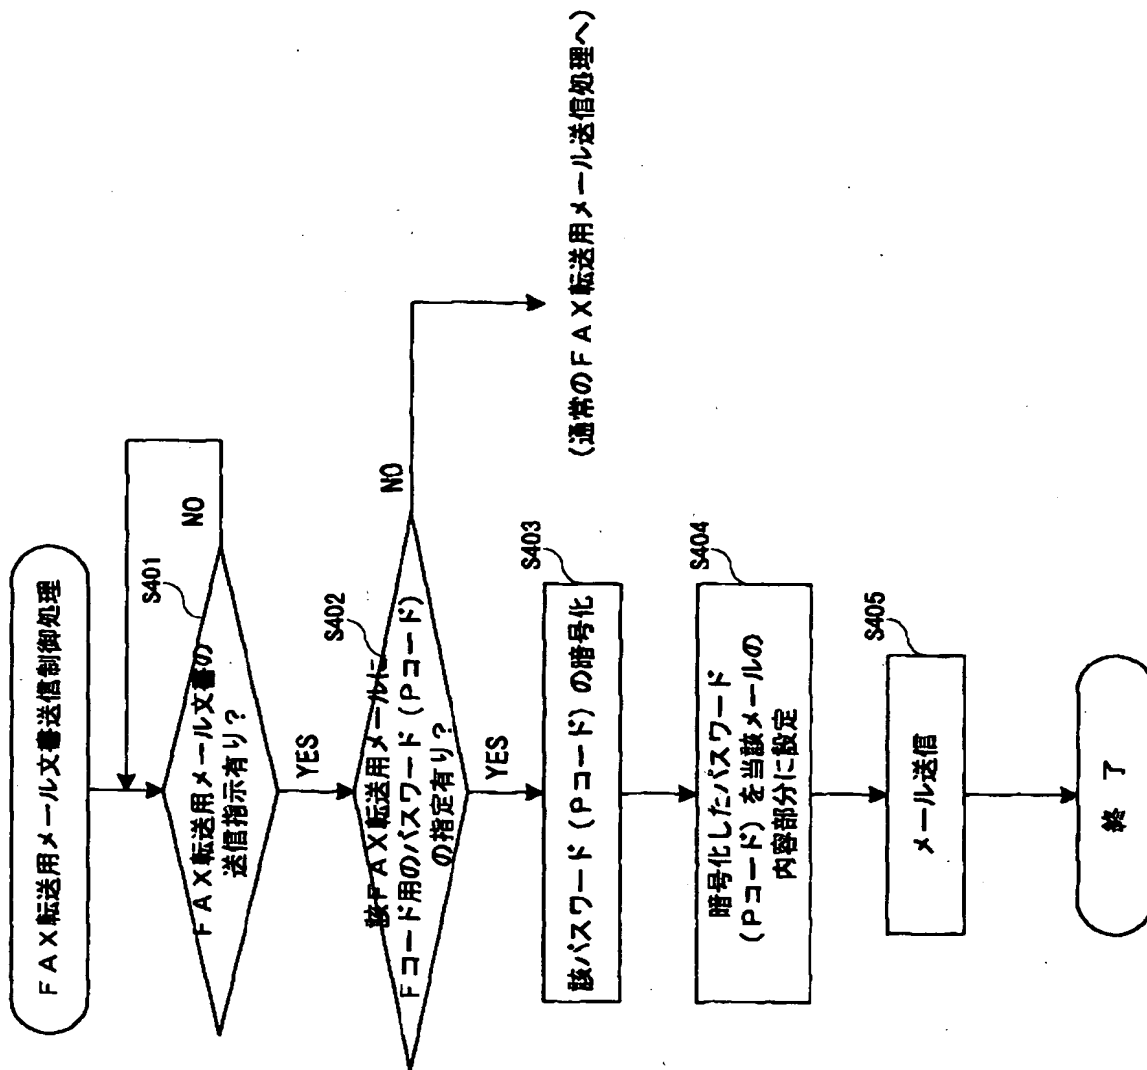 FAX転送用メール文書送信制御処理
S401
FAX転送用メール文書の
送信指示有り?
NO
YES
S402
該FAX転送用メールに
Fコード用のパスワード(Pコード)
の指定有り?
NO
(通常のFAX転送用メール送信処理へ)
YES
S403
該パスワード(Pコード)の暗号化
S404
暗号化したパスワード
(Pコード)を当該メールの
内容部分に設定
S405
メール送信
終 了